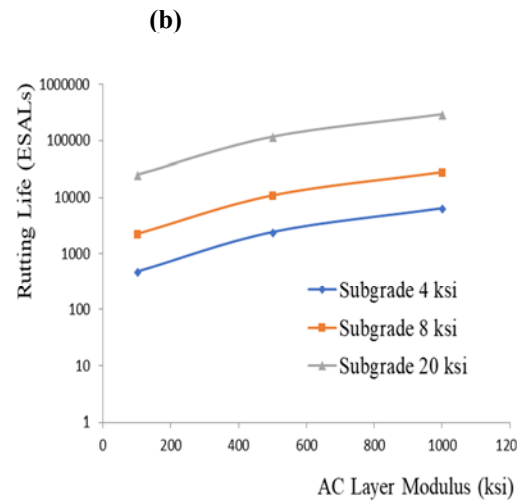 (b)
Rutting Life (ESALs)
1000000
100000
10000
1000
100
10
1
Subgrade 4 ksi
Subgrade 8 ksi
Subgrade 20 ksi
0 200 400 600 800 1000 120
AC Layer Modulus (ksi)